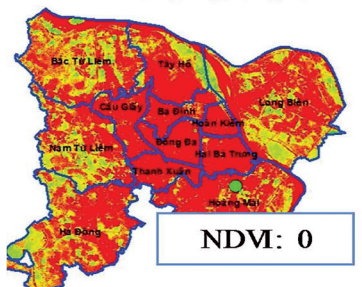 Bắc Từ Liêm
Tây Hồ
Long Biên
Cầu Giấy
Ba Đình
Hoàn Kiếm
Nam Từ Liêm
Đống Đa
Hai Bà Trưng
Thanh Xuân
Hoàng Mai
Hà Đông
NDVI: 0